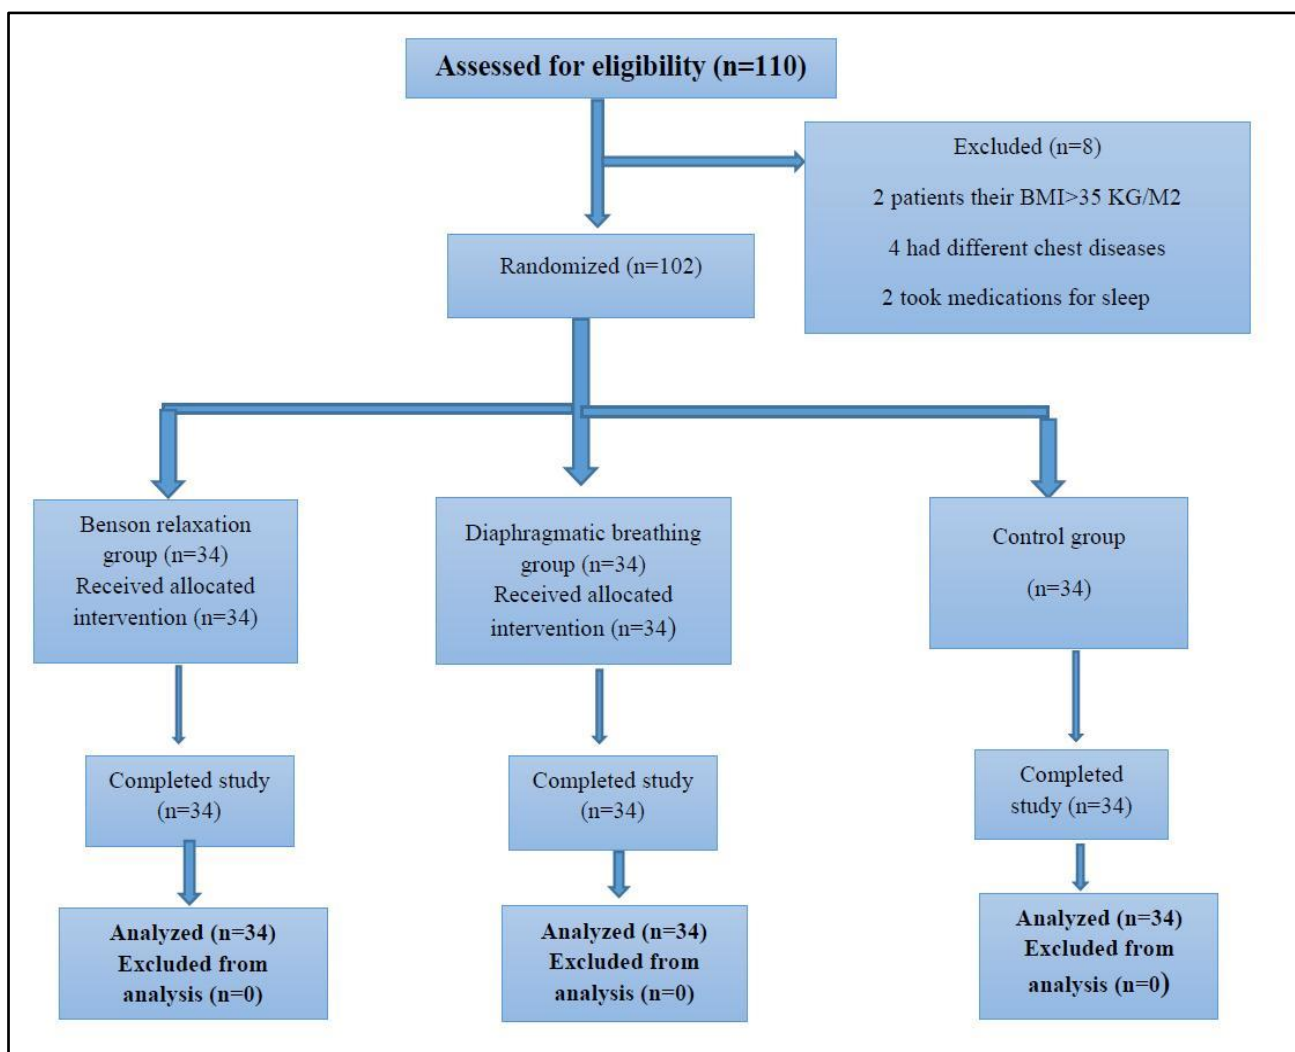 Assessed for eligibility (n=110)
Excluded (n=8)
2 patients their BMI>35 KG/M2
4 had different chest diseases
2 took medications for sleep
Randomized (n=102)
Benson relaxation
group (n=34)
Received allocated
intervention (n=34)
Diaphragmatic breathing
group (n=34)
Received allocated
intervention (n=34)
Control group
(n=34)
Completed study
(n=34)
Completed study
(n=34)
Completed
study (n=34)
Analyzed (n=34)
Excluded from
analysis (n=0)
Analyzed (n=34)
Excluded from
analysis (n=0)
Analyzed (n=34)
Excluded from
analysis (n=0)